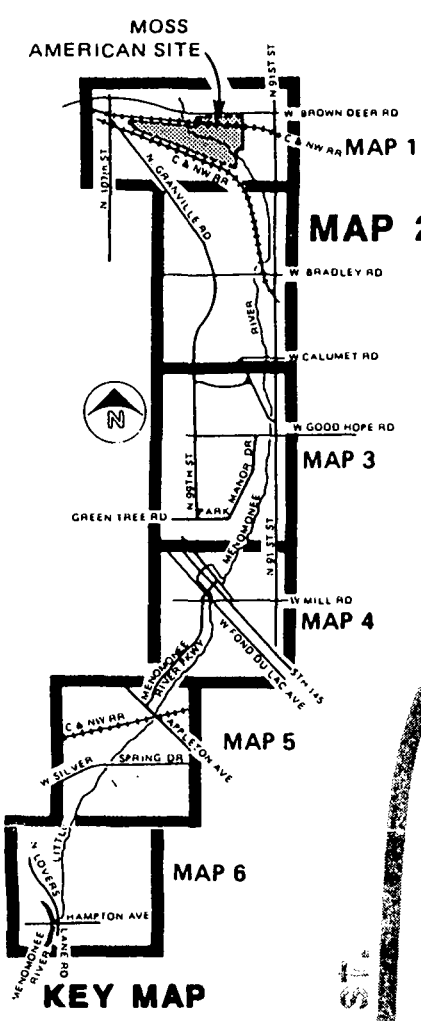 MOSS
AMERICAN SITE
N 91ST ST
W BROWN DEER RD
C & NW RR
MAP 1
C & NW RR
N 107th ST
N GRANVILLE RD
MAP 2
W BRADLEY RD
RIVER
W CALUMET RD
N
W GOOD HOPE RD
MAP 3
N 99TH ST
PARK MANOR DR
GREEN TREE RD
MENOMONEE
N 91 ST ST
W MILL RD
MAP 4
W FOND DU LAC AVE
STH 145
MENOMONEE
RIVER PKWY
C & NW RR
APPLETON AVE
MAP 5
W SILVER SPRING DR
LITTLE
MAP 6
N LOVERS
HAMPTON AVE
LANE RD
MENOMONEE
RIVER
KEY MAP
ST.